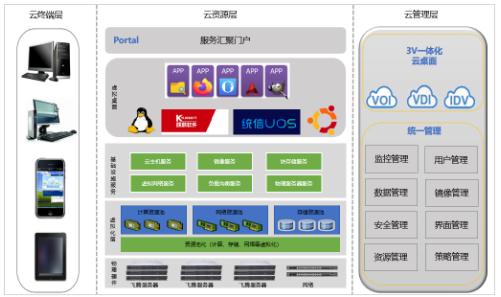 云终端层
云资源层
云管理层
Portal
服务汇聚门户
虚拟桌面
APP APP APP APP APP
麒麟软件
统信UOS
基础设施服务
云主机服务
镜像服务
块存储服务
虚拟网络服务
负载均衡服务
物理服务器服务
虚拟化层
计算资源池
网络资源池
存储资源池
资源池化（计算、存储、网络等虚拟化）
物理硬件
飞腾服务器
飞腾服务器
飞腾服务器
网络
3V一体化
云桌面
VOI
VDI
IDV
统一管理
监控管理
用户管理
数据管理
镜像管理
安全管理
界面管理
资源管理
策略管理